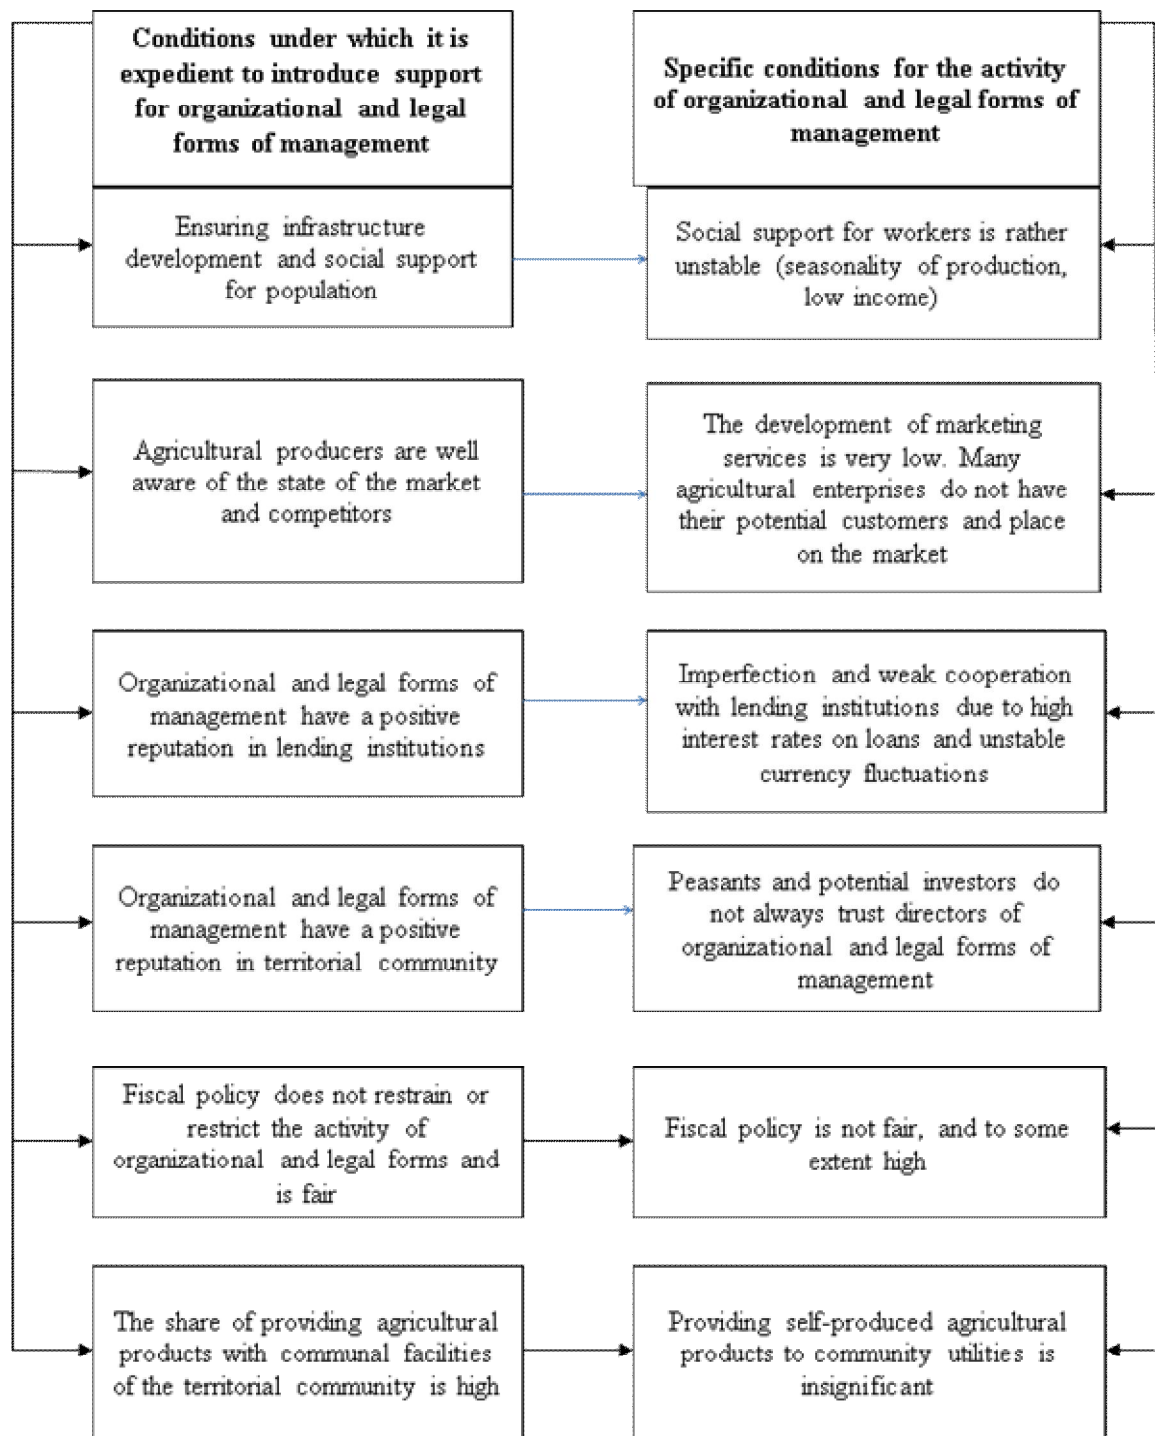 Conditions under which it is
expedient to introduce support
for organizational and legal
forms of management
Specific conditions for the activity
of organizational and legal forms of
management
Ensuring infrastructure
development and social support
for population
Social support for workers is rather
unstable (seasonality of production,
low income)
Agricultural producers are well
aware of the state of the market
and competitors
The development of marketing
services is very low. Many
agricultural enterprises do not have
their potential customers and place
on the market
Organizational and legal forms of
management have a positive
reputation in lending institutions
Imperfection and weak cooperation
with lending institutions due to high
interest rates on loans and unstable
currency fluctuations
Organizational and legal forms of
management have a positive
reputation in territorial community
Peasants and potential investors do
not always trust directors of
organizational and legal forms of
management
Fiscal policy does not restrain or
restrict the activity of
organizational and legal forms and
is fair
Fiscal policy is not fair, and to some
extent high
The share of providing agricultural
products with communal facilities
of the territorial community is high
Providing self-produced agricultural
products to community utilities is
insignificant